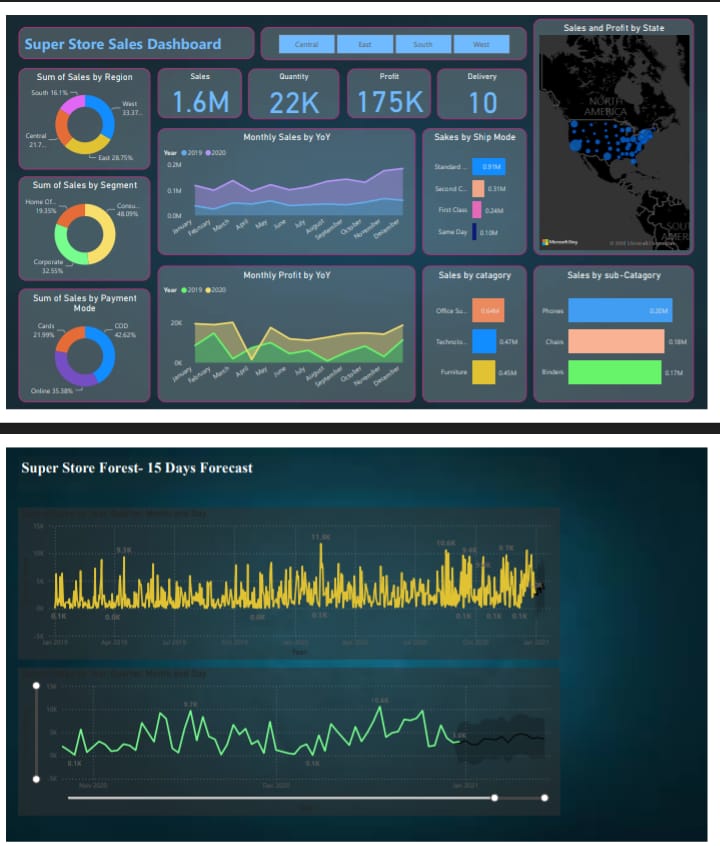 Super Store Sales Dashboard
Central
East
South
West
Sales and Profit by State
NORTH
AMERICA
SOUT
AMER
Microsoft Bing
Sum of Sales by Region
South 16.1%
West
33.37...
Central
21.7...
East 28.75%
Sales
1.6M
Quantity
22K
Profit
175K
Delivery
10
Monthly Sales by YoY
Year 2019 2020
0.2M
0.1M
0.0M
January
February
March
April
May
June
July
August
September
October
November
December
Sakes by Ship Mode
Standard ...
0.91M
Second C...
0.31M
First Class
0.24M
Same Day
0.10M
Sum of Sales by Segment
Home Of...
19.35%
Consu...
48.09%
Corporate
32.55%
Monthly Profit by YoY
Year 2019 2020
20K
0K
January
February
March
April
May
June
July
August
September
October
November
December
Sales by catagory
Office Su...
0.64M
Technolo...
0.47M
Furniture
0.45M
Sales by sub-Catagory
Phones
0.20M
Chairs
0.18M
Binders
0.17M
Sum of Sales by Payment
Mode
Cards
21.99%
COD
42.62%
Online 35.38%
Super Store Forest- 15 Days Forecast
15K
10K
5K
0K
-5K
9.3K
11.9K
10.6K
9.4K
9.7K
0.1K
0.0K
0.0K
0.1K
0.1K
0.1K
0.1K
Jan 2019
Apr 2019
Jul 2019
Oct 2019
Jan 2020
Apr 2020
Jul 2020
Oct 2020
Jan 2021
Year
15K
10K
5K
0K
-5K
9.7K
10.6K
0.1K
0.1K
Nov 2020
Dec 2020
Jan 2021